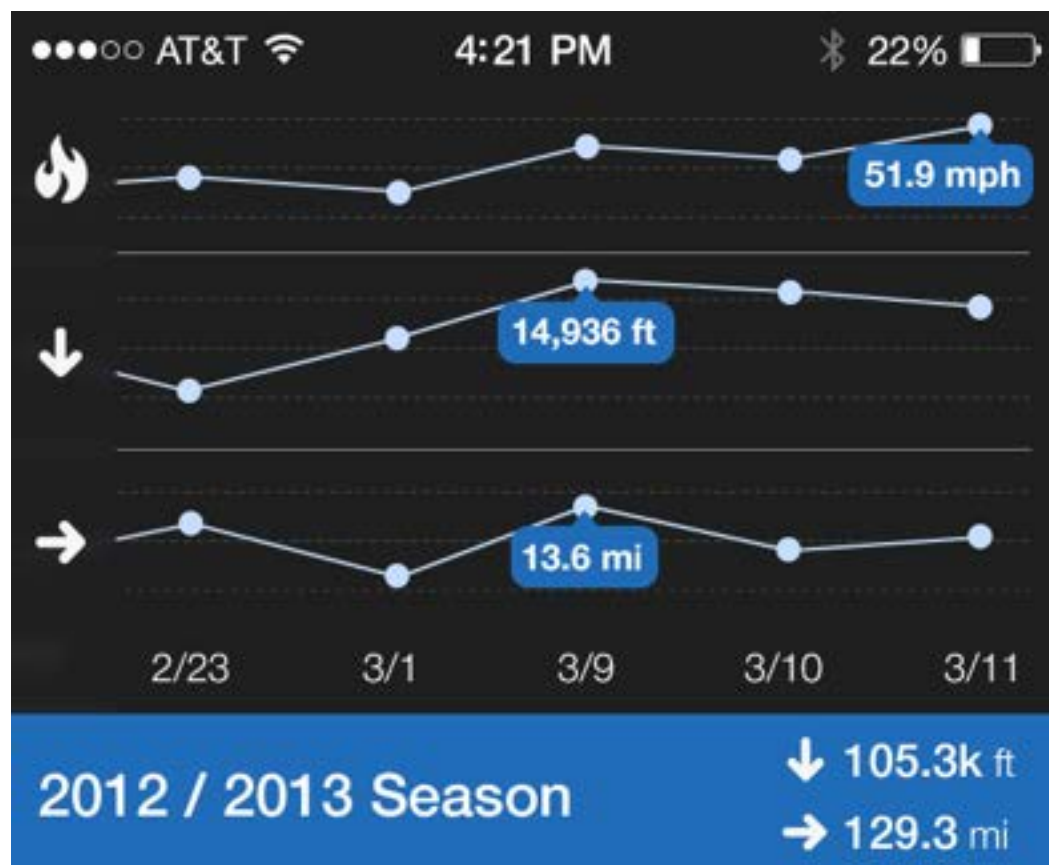 AT&T 4:21 PM 22%
51.9 mph
14,936 ft
13.6 mi
2/23 3/1 3/9 3/10 3/11
2012 / 2013 Season
105.3k ft
129.3 mi